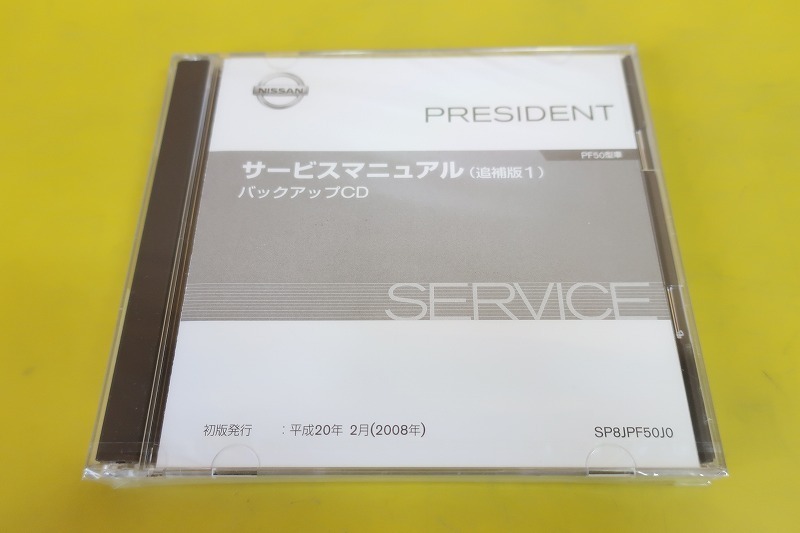 NISSAN
PRESIDENT
PF50型車
サービスマニュアル(追補版1)
バックアップCD
SERVICE
初版発行 :平成20年 2月(2008年)
SP8JPF50J0